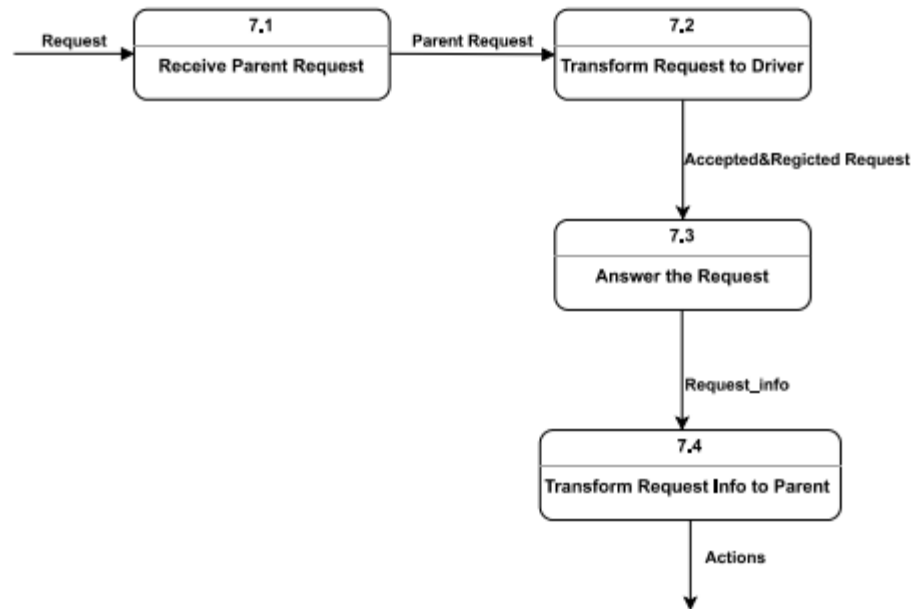 Request
7.1
Receive Parent Request
Parent Request
7.2
Transform Request to Driver
Accepted&Regicted Request
7.3
Answer the Request
Request_info
7.4
Transform Request Info to Parent
Actions